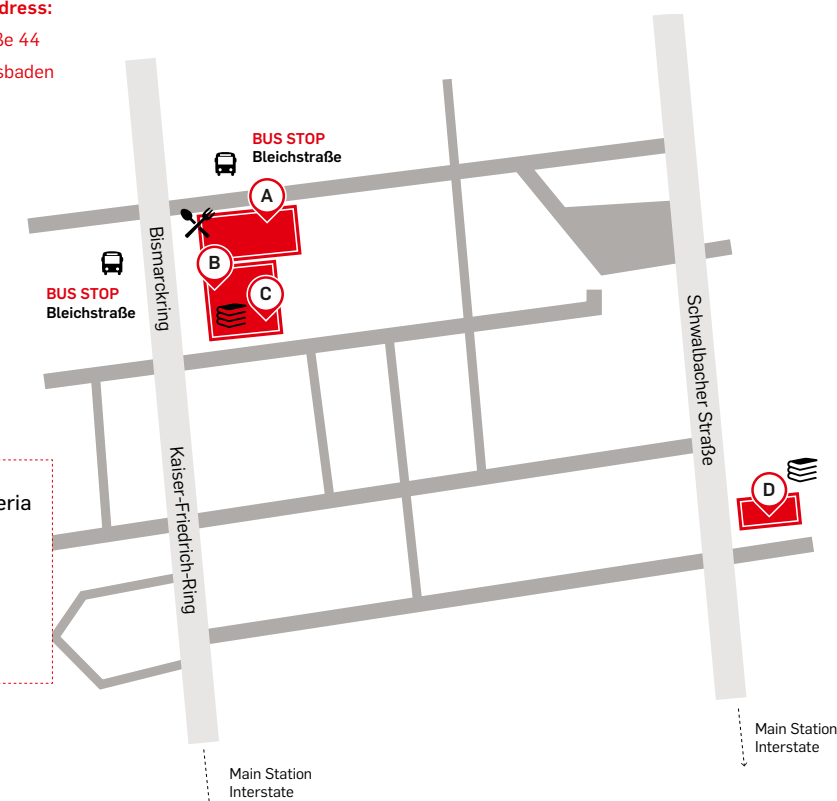 dress:
ße 44
sbaden
BUS STOP
Bleichstraße
A
B
C
BUS STOP
Bleichstraße
Bismarckring
Schwalbacher Straße
Kaiser-Friedrich-Ring
eria
D
Main Station
Interstate
Main Station
Interstate